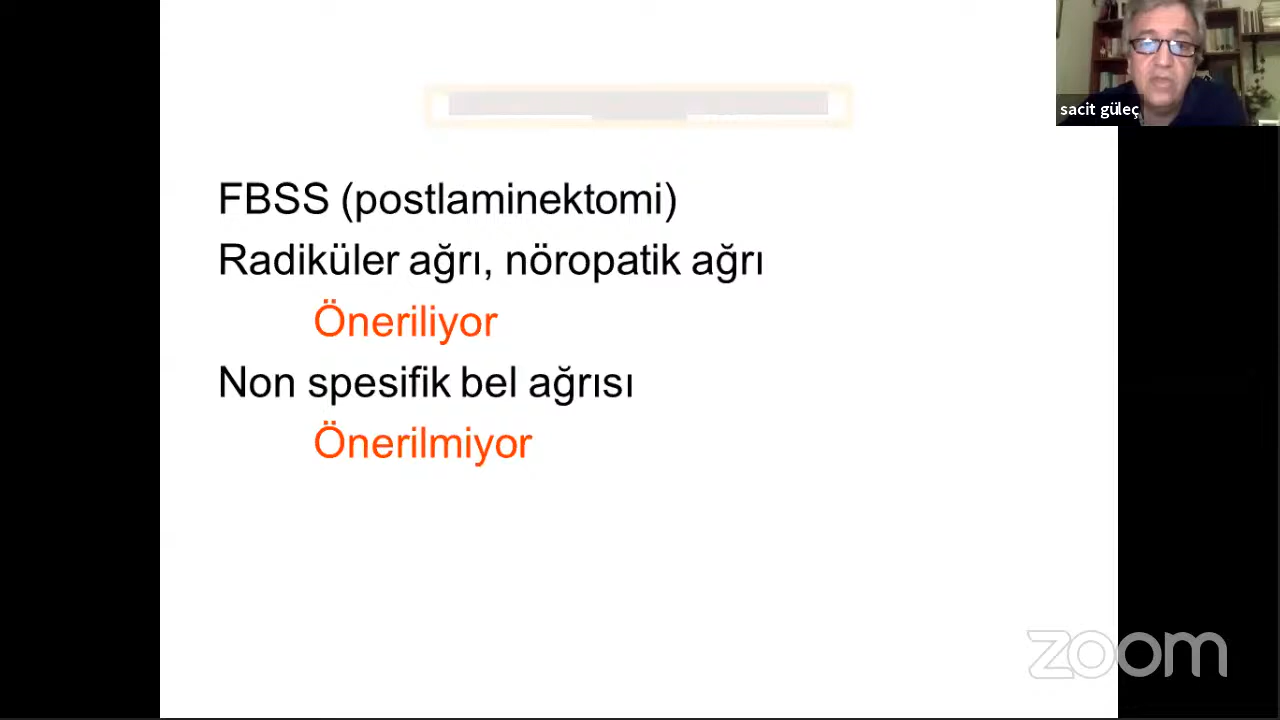 sacit güleç
FBSS (postlaminektomi)
Radiküler ağrı, nöropatik ağrı
Öneriliyor
Non spesifik bel ağrısı
Önerilmiyor
zoom